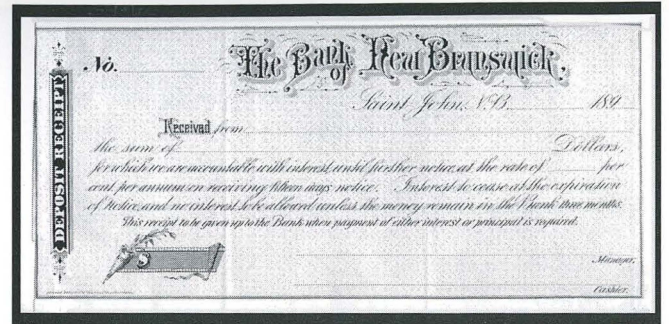 DEPOSIT RECEIPT
No.
The Bank of New Brunswick,
Saint John, N.B. 189
Received from
the sum of Dollars,
for which we are accountable with interest until further notice at the rate of per
cent per annum on receiving fifteen days notice. Interest to cease at the expiration
of Notice, and no interest to be allowed unless the money remain in the Bank three months.
This receipt to be given up to the Bank when payment of either interest or principal is required.
$
Manager.
Cashier.